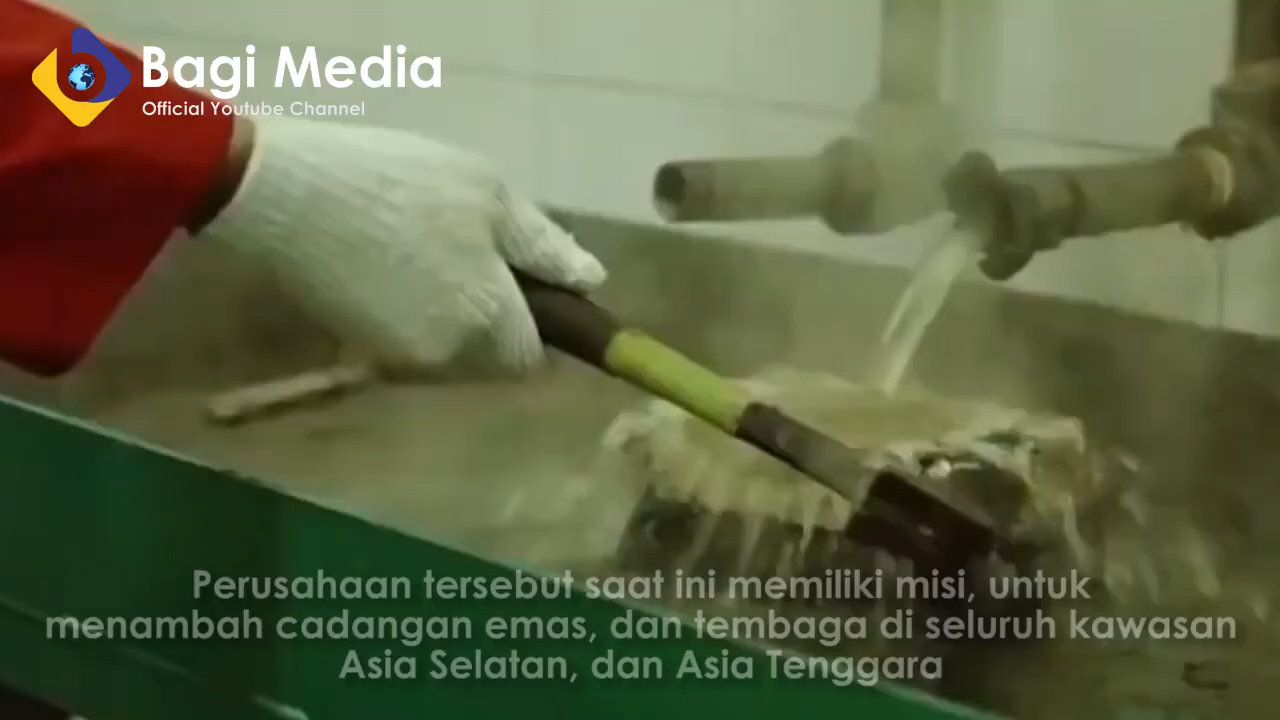 Bagi Media
Official Youtube Channel
Perusahaan tersebut saat ini memiliki misi, untuk
menambah cadangan emas, dan tembaga di seluruh kawasan
Asia Selatan, dan Asia Tenggara